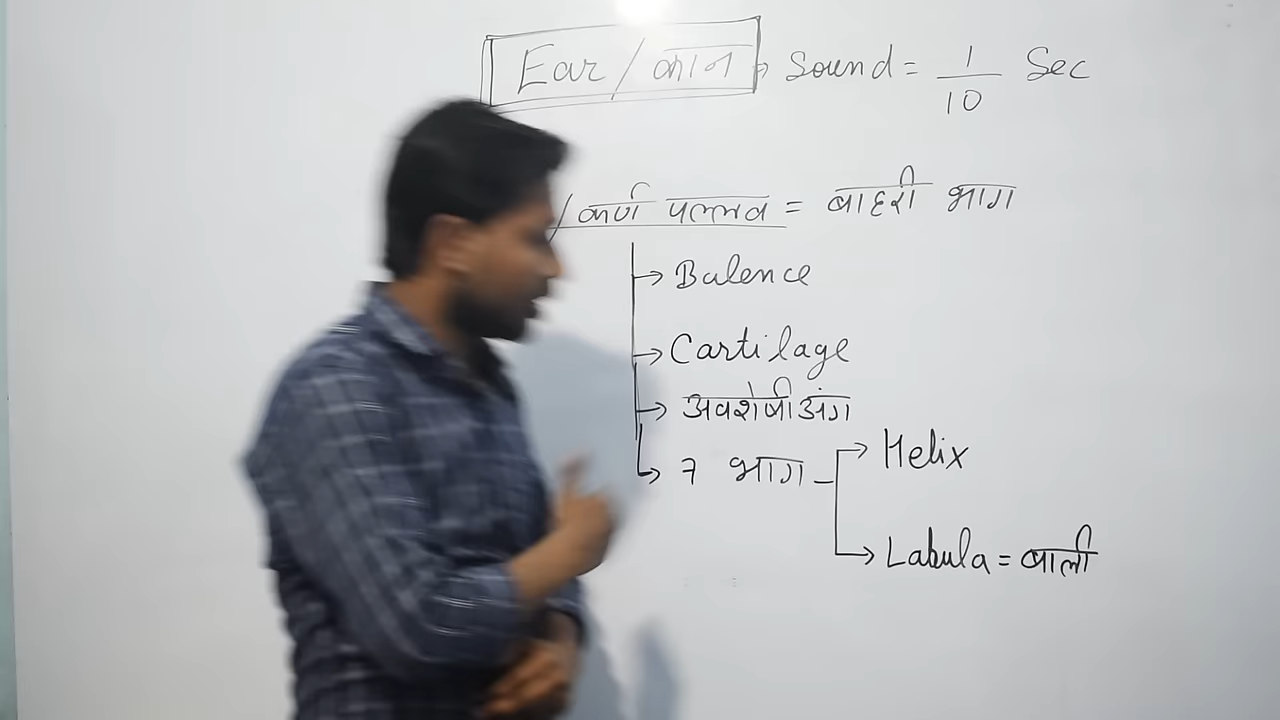 Ear / कान → Sound = 1/10 Sec
/ कर्ण पल्लव = बाहरी भाग
→ Balence
→ Cartilage
→ अवशेषी अंग
→ 7 भाग → Helix
→ Labula = बाली